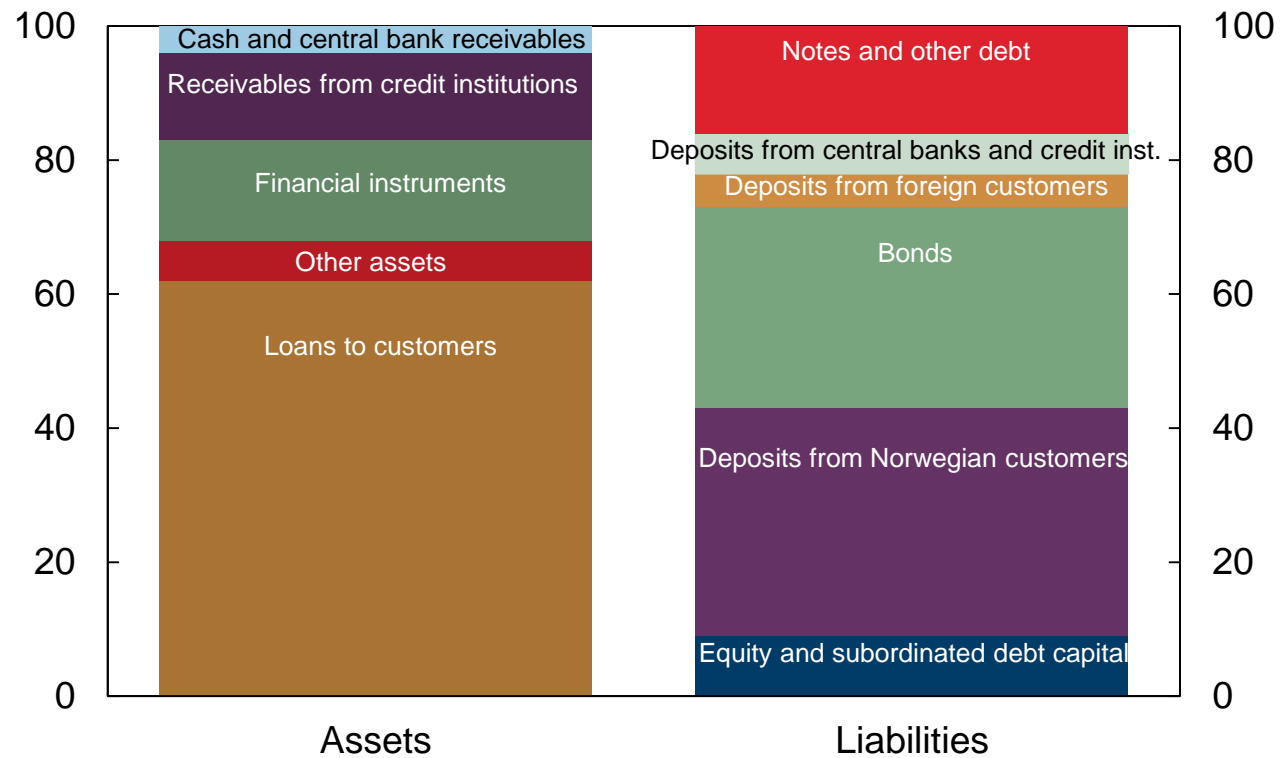 100
80
60
40
20
0
Cash and central bank receivables
Receivables from credit institutions
Financial instruments
Other assets
Loans to customers
Notes and other debt
Deposits from central banks and credit inst.
Deposits from foreign customers
Bonds
Deposits from Norwegian customers
Equity and subordinated debt capital
100
80
60
40
20
0
Assets
Liabilities